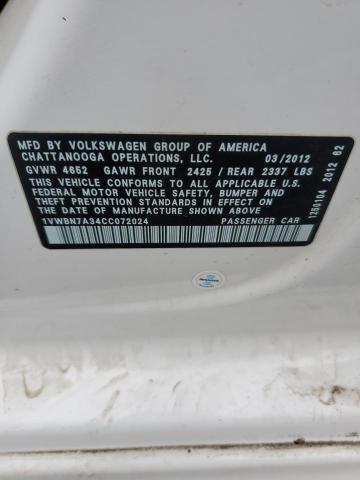 MFD BY VOLKSWAGEN GROUP OF AMERICA
CHATTANOOGA OPERATIONS, LLC. 03/2012
GVWR 4652 GAWR FRONT 2425 / REAR 2337 LBS
THIS VEHICLE CONFORMS TO ALL APPLICABLE U.S.
FEDERAL MOTOR VEHICLE SAFETY, BUMPER AND
THEFT PREVENTION STANDARDS IN EFFECT ON THE
DATE OF MANUFACTURE SHOWN ABOVE
1VWBN7A34CC072024 PASSENGER CAR
1250104 2012 62